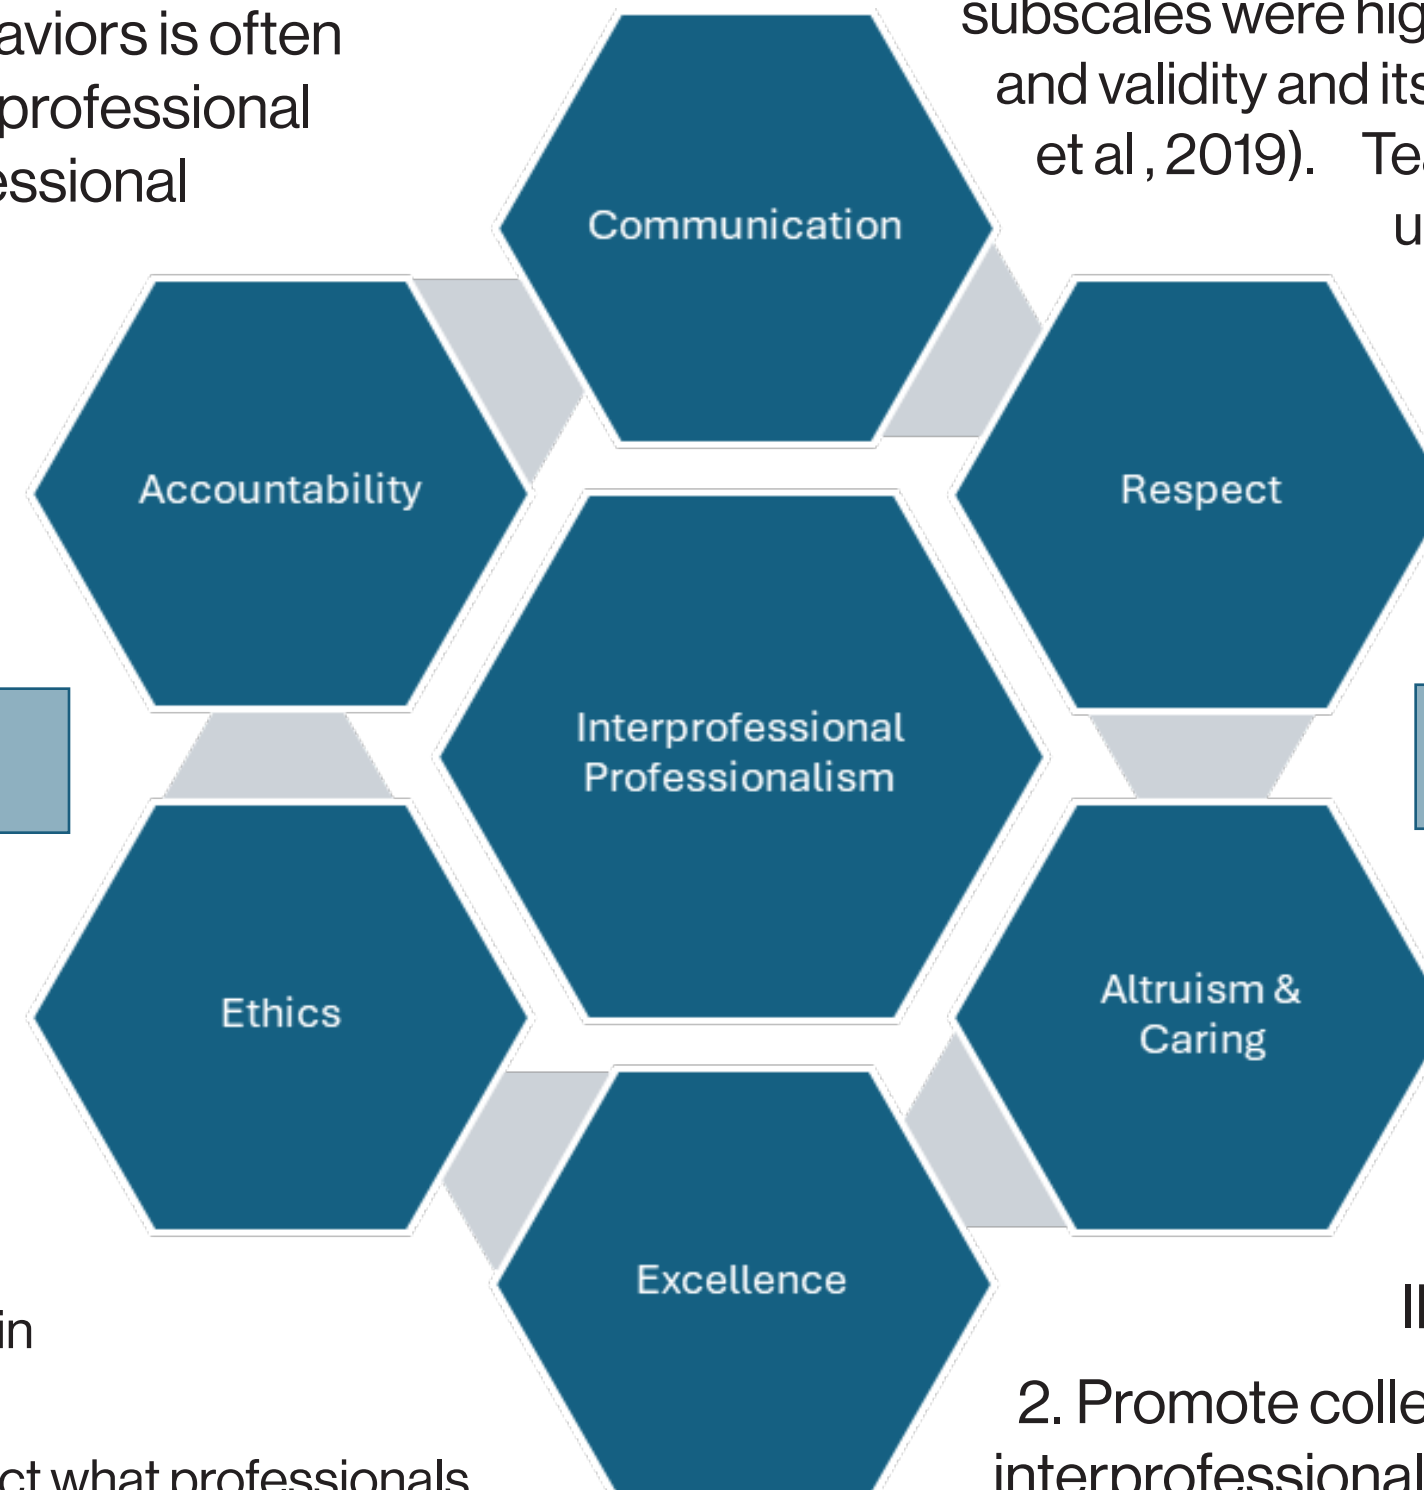 aviors is often
professional
essional
subscales were hig
and validity and its
et al , 2019). Tea
u
Communication
Accountability
Respect
Interprofessional
Professionalism
Ethics
Altruism &
Caring
Excellence
in
ct what professionals
2. Promote colle
interprofessional